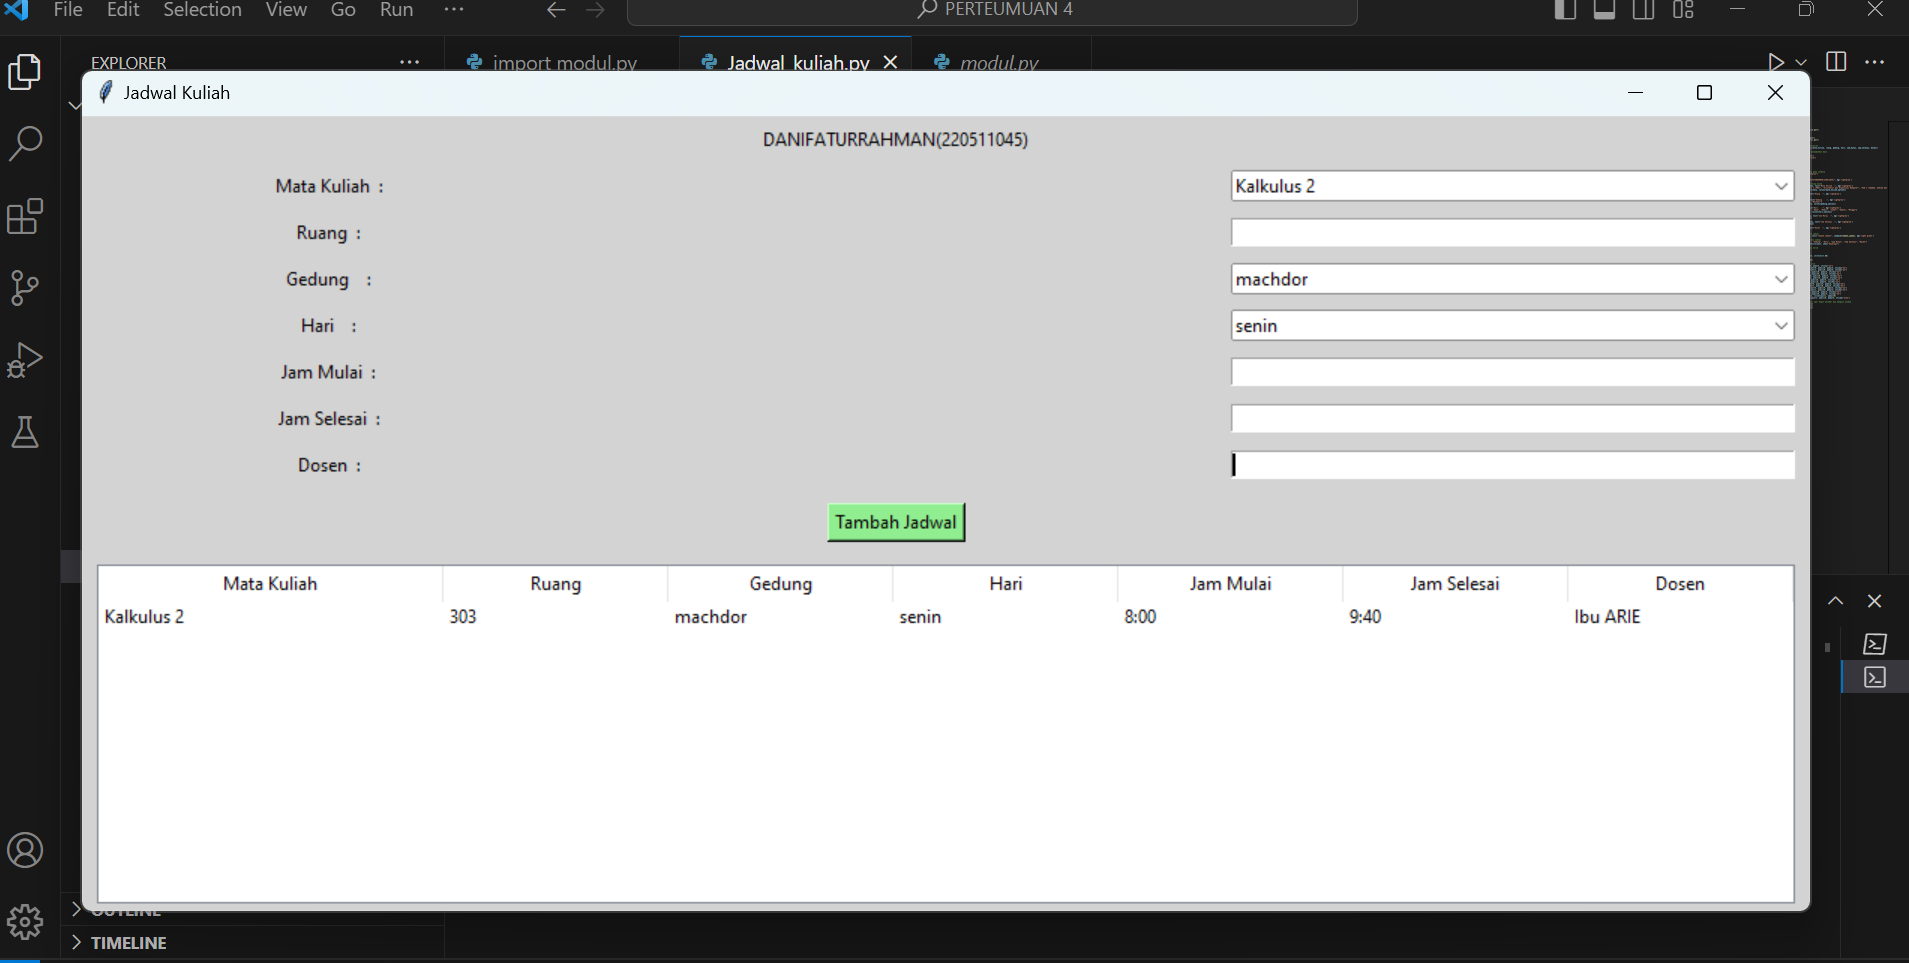 File Edit Selection View Go Run ··· PERTEUMUAN 4
EXPLORER ··· import modul.py Jadwal_kuliah.py modul.py
Jadwal Kuliah
DANIFATURRAHMAN(220511045)
Mata Kuliah : Kalkulus 2
Ruang :
Gedung : machdor
Hari : senin
Jam Mulai :
Jam Selesai :
Dosen :
Tambah Jadwal
Mata Kuliah Ruang Gedung Hari Jam Mulai Jam Selesai Dosen
Kalkulus 2 303 machdor senin 8:00 9:40 Ibu ARIE
OUTLINE
TIMELINE